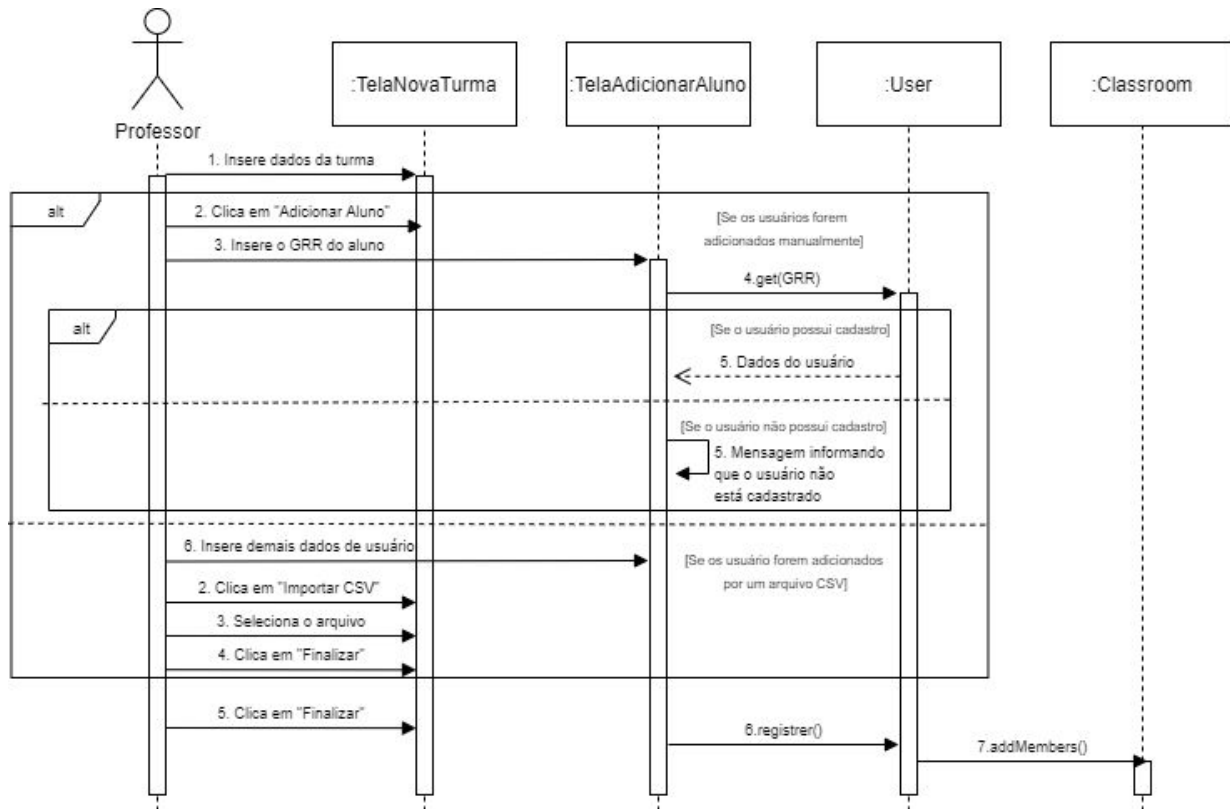 :TelaNovaTurma
:TelaAdicionarAluno
:User
:Classroom
Professor
1. Insere dados da turma
alt
2. Clica em "Adicionar Aluno"
[Se os usuários forem
adicionados manualmente]
3. Insere o GRR do aluno
4.get(GRR)
alt
[Se o usuário possui cadastro]
5. Dados do usuário
[Se o usuário não possui cadastro]
5. Mensagem informando
que o usuário não
está cadastrado
6. Insere demais dados de usuário
[Se os usuário forem adicionados
por um arquivo CSV]
2. Clica em "Importar CSV"
3. Seleciona o arquivo
4. Clica em "Finalizar"
5. Clica em "Finalizar"
6.registrer()
7.addMembers()